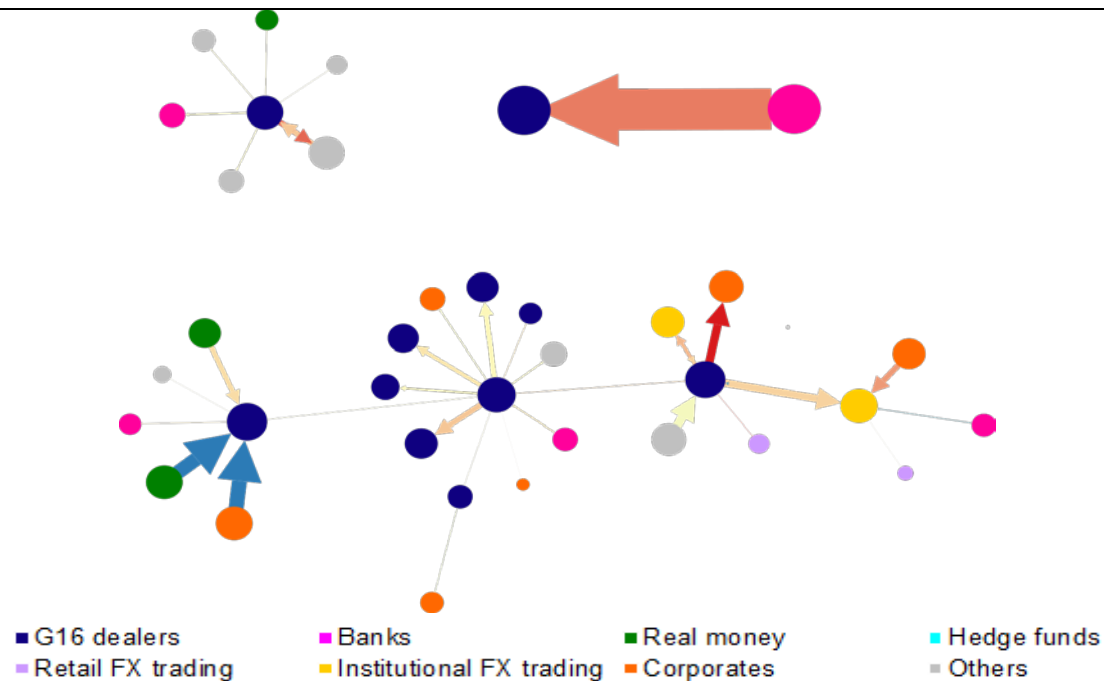 G16 dealers Banks Real money Hedge funds
Retail FX trading Institutional FX trading Corporates Others